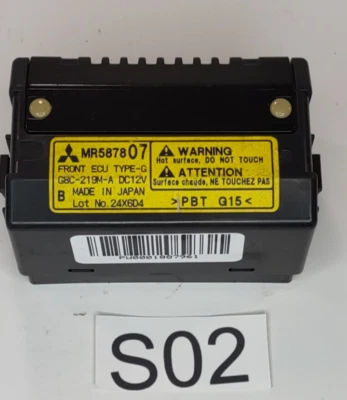 MR587807
FRONT ECU TYPE-G
G8C-219M-A DC12V
B MADE IN JAPAN
Lot No.24X6D4
WARNING
Hot surface, DO NOT TOUCH
ATTENTION
Surface chaude, NE TOUCHEZ PAS
>PBT G15<
S02